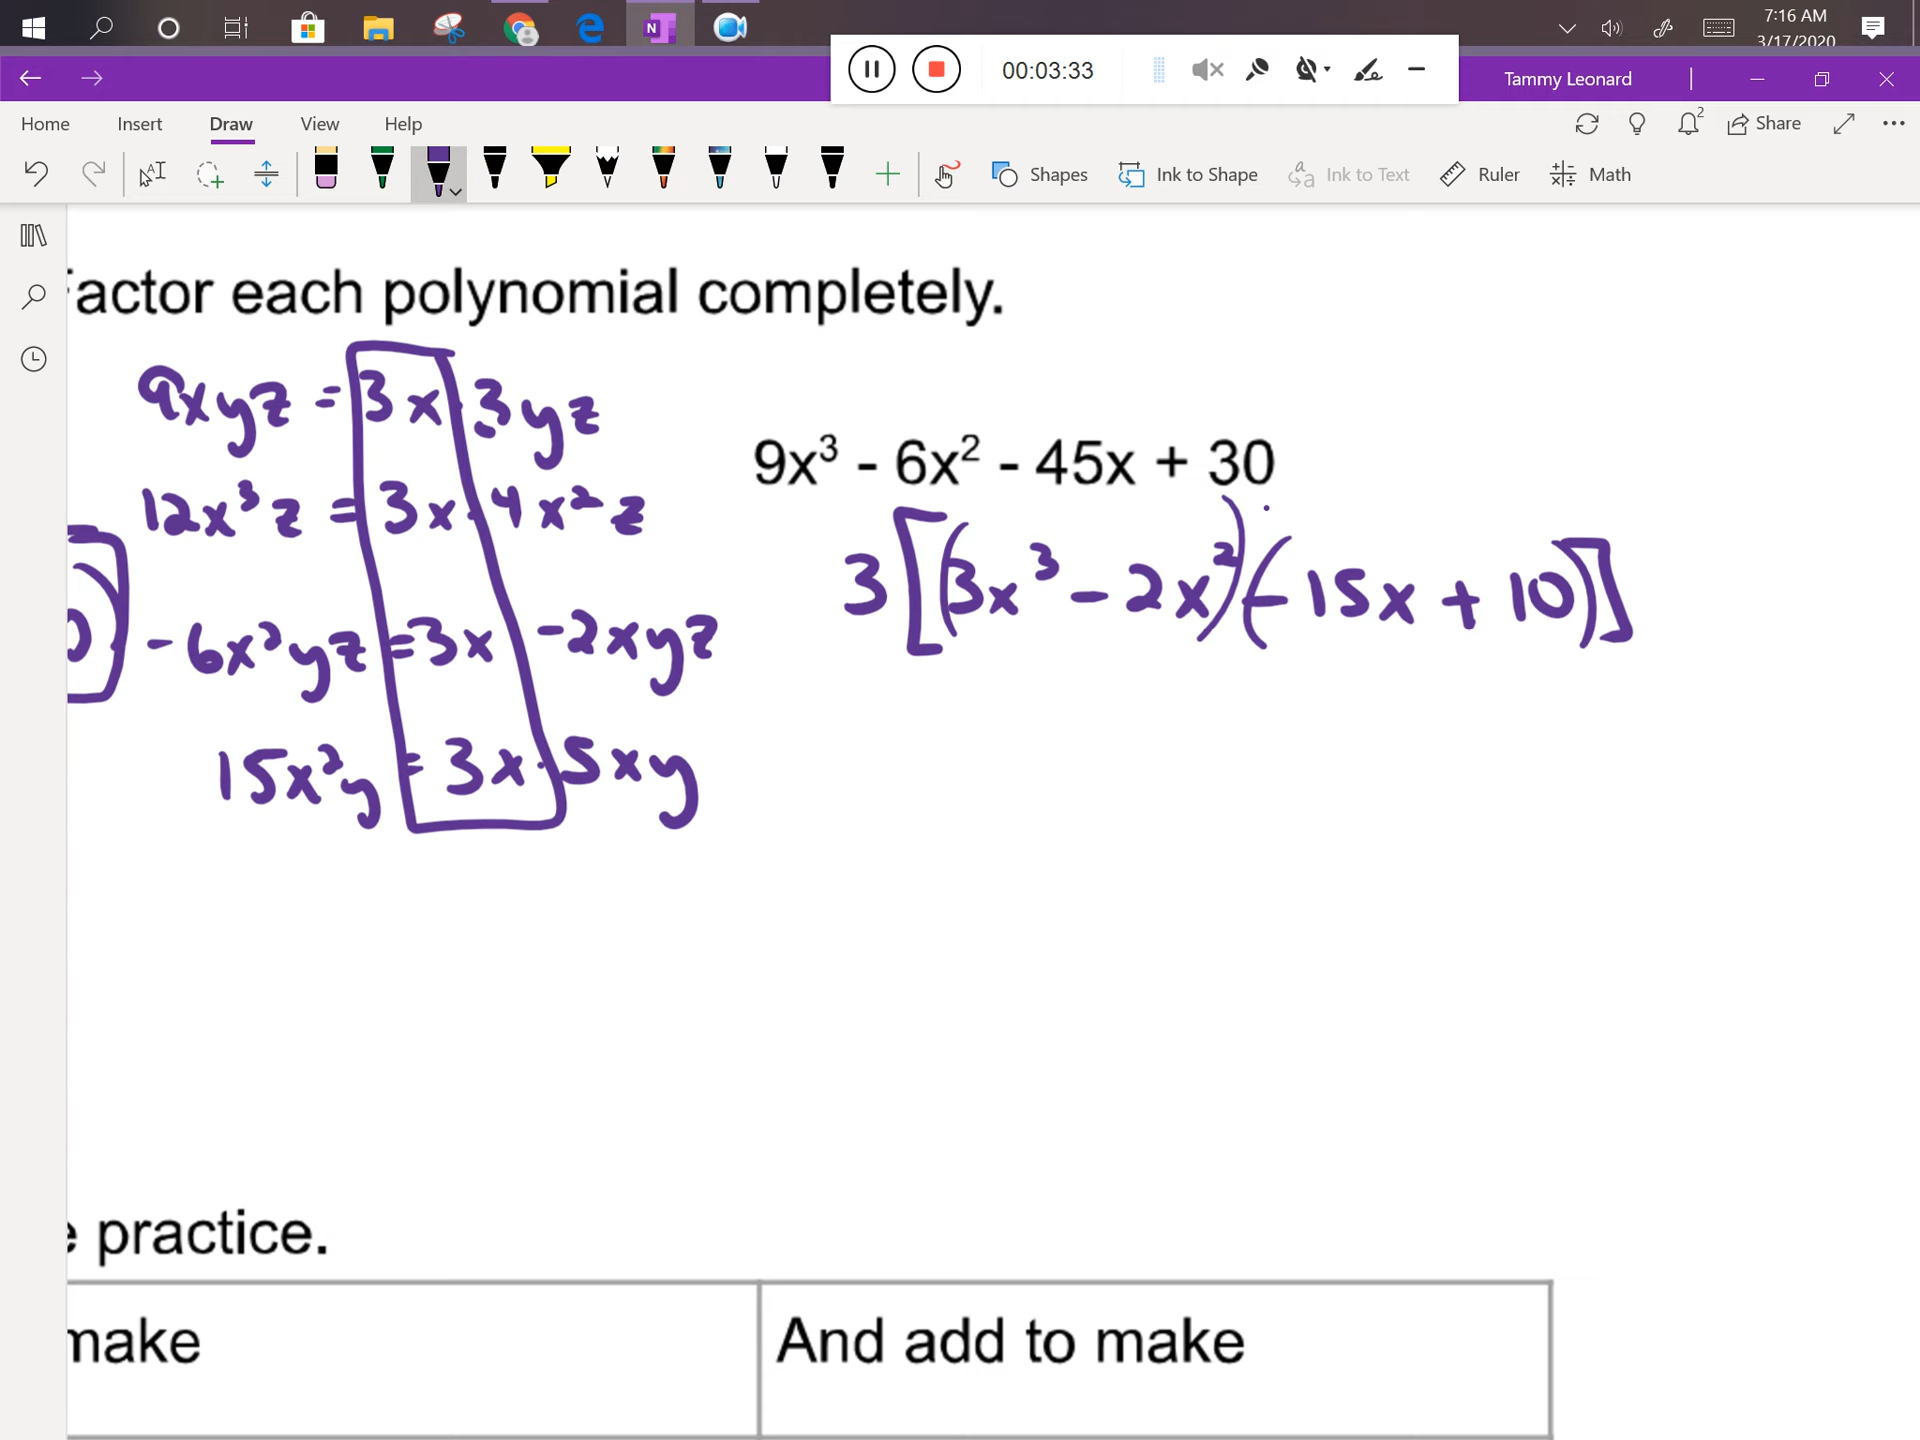 7:16 AM
3/17/2020
00:03:33
Tammy Leonard
Home Insert Draw View Help
2
Share
Shapes Ink to Shape Ink to Text Ruler Math
Factor each polynomial completely.
9xyz = 3x · 3yz
12x³z = 3x · 4x²z
-6x²yz = 3x -2xyz
15x²y = 3x · 5xy
9x³ - 6x² - 45x + 30
3[(3x³ - 2x²)(-15x + 10)]
practice.
make
And add to make